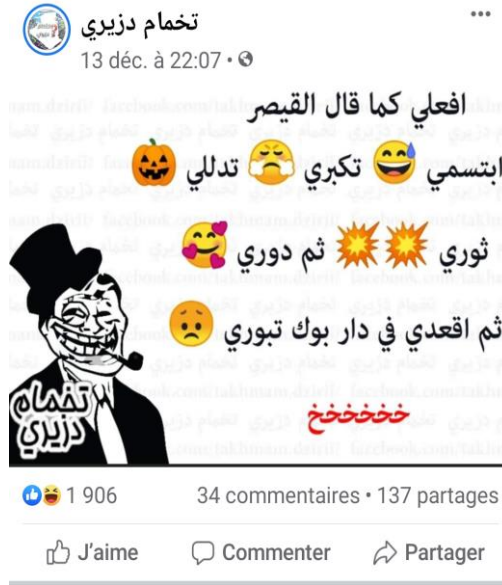 تخمام دزيري
13 déc. à 22:07
افعلي كما قال القيصر
ابتسمي 😅 تكبري 😤 تدللي 🎃
ثوري 💥💥 ثم دوري 🥰
ثم اقعدي في دار بوك تبوري 😟
خخخخخخ
تخمام
دزيري
1 906
34 commentaires • 137 partages
J'aime Commenter Partager